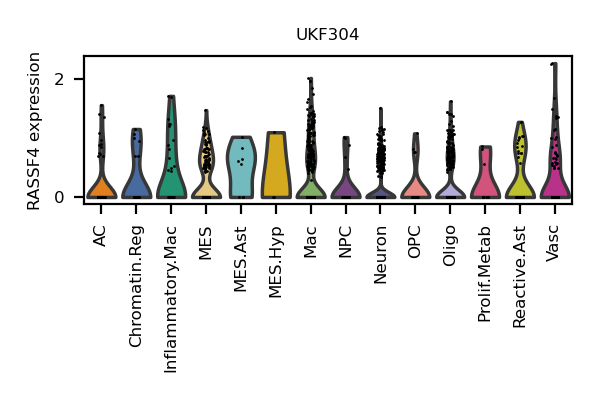 UKF304
RASSF4 expression
2
0
AC
Chromatin.Reg
Inflammatory.Mac
MES
MES.Ast
MES.Hyp
Mac
NPC
Neuron
OPC
Oligo
Prolif.Metab
Reactive.Ast
Vasc